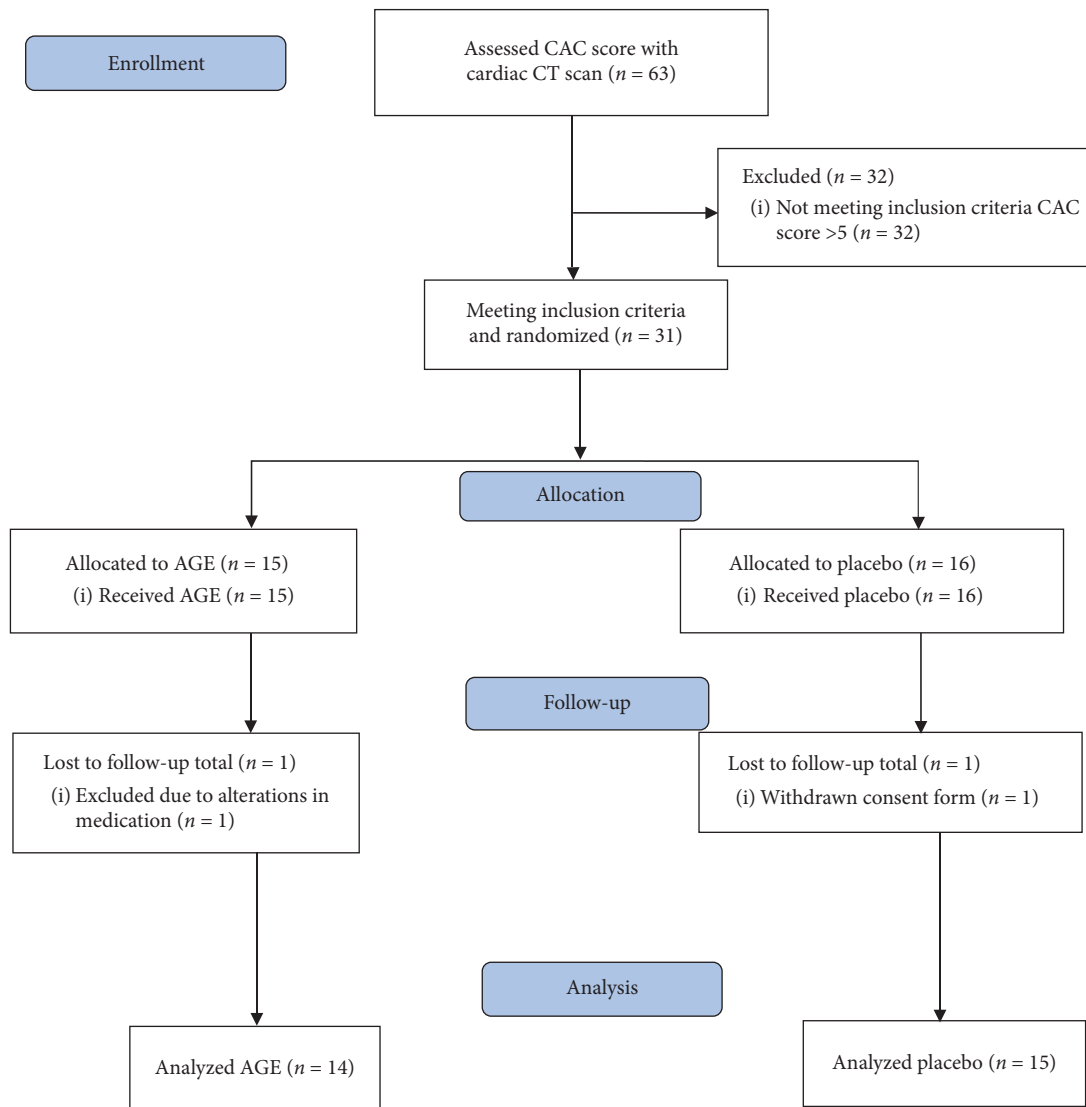 Enrollment
Assessed CAC score with
cardiac CT scan (n = 63)
Excluded (n = 32)
(i) Not meeting inclusion criteria CAC
score >5 (n = 32)
Meeting inclusion criteria
and randomized (n = 31)
Allocation
Allocated to AGE (n = 15)
(i) Received AGE (n = 15)
Allocated to placebo (n = 16)
(i) Received placebo (n = 16)
Follow-up
Lost to follow-up total (n = 1)
(i) Excluded due to alterations in
medication (n = 1)
Lost to follow-up total (n = 1)
(i) Withdrawn consent form (n = 1)
Analysis
Analyzed AGE (n = 14)
Analyzed placebo (n = 15)